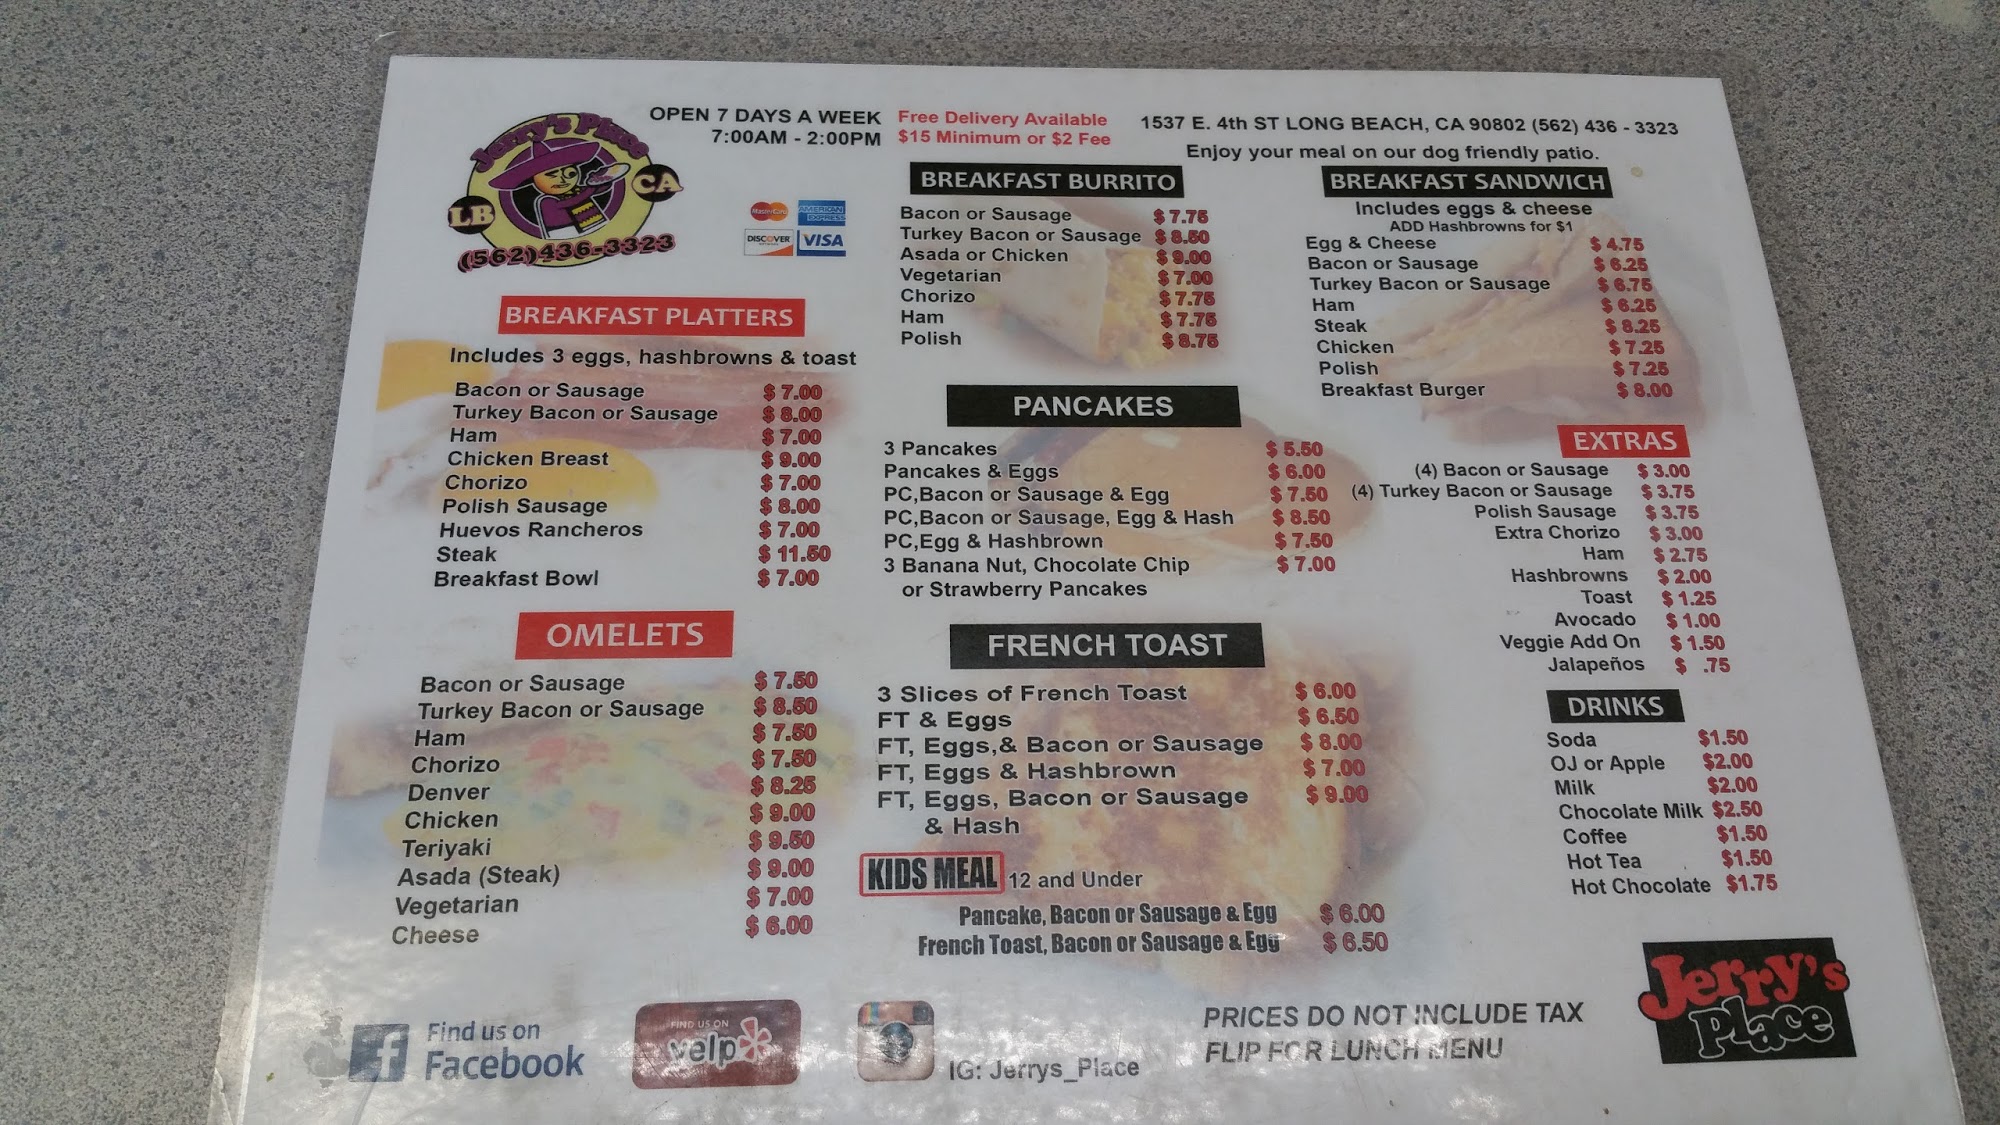 Jerry's Place
LB
CA
(562)436-3323
OPEN 7 DAYS A WEEK
7:00AM - 2:00PM
Free Delivery Available
$15 Minimum or $2 Fee
1537 E. 4th ST LONG BEACH, CA 90802 (562) 436 - 3323
Enjoy your meal on our dog friendly patio.
MasterCard
AMERICAN EXPRESS
DISCOVER
VISA
BREAKFAST PLATTERS
Includes 3 eggs, hashbrowns & toast
Bacon or Sausage $ 7.00
Turkey Bacon or Sausage $ 8.00
Ham $ 7.00
Chicken Breast $ 9.00
Chorizo $ 7.00
Polish Sausage $ 8.00
Huevos Rancheros $ 7.00
Steak $ 11.50
Breakfast Bowl $ 7.00
OMELETS
Bacon or Sausage $ 7.50
Turkey Bacon or Sausage $ 8.50
Ham $ 7.50
Chorizo $ 7.50
Denver $ 8.25
Chicken $ 9.00
Teriyaki $ 9.50
Asada (Steak) $ 9.00
Vegetarian $ 7.00
Cheese $ 6.00
BREAKFAST BURRITO
Bacon or Sausage $ 7.75
Turkey Bacon or Sausage $ 8.50
Asada or Chicken $ 9.00
Vegetarian $ 7.00
Chorizo $ 7.75
Ham $ 7.75
Polish $ 8.75
PANCAKES
3 Pancakes $ 5.50
Pancakes & Eggs $ 6.00
PC,Bacon or Sausage & Egg $ 7.50
PC,Bacon or Sausage, Egg & Hash $ 8.50
PC,Egg & Hashbrown $ 7.50
3 Banana Nut, Chocolate Chip $ 7.00
or Strawberry Pancakes
FRENCH TOAST
3 Slices of French Toast $ 6.00
FT & Eggs $ 6.50
FT, Eggs,& Bacon or Sausage $ 8.00
FT, Eggs & Hashbrown $ 7.00
FT, Eggs, Bacon or Sausage $ 9.00
& Hash
KIDS MEAL 12 and Under
Pancake, Bacon or Sausage & Egg $ 6.00
French Toast, Bacon or Sausage & Egg $ 6.50
BREAKFAST SANDWICH
Includes eggs & cheese
ADD Hashbrowns for $1
Egg & Cheese $ 4.75
Bacon or Sausage $ 6.25
Turkey Bacon or Sausage $ 6.75
Ham $ 6.25
Steak $ 8.25
Chicken $ 7.25
Polish $ 7.25
Breakfast Burger $ 8.00
EXTRAS
(4) Bacon or Sausage $ 3.00
(4) Turkey Bacon or Sausage $ 3.75
Polish Sausage $ 3.75
Extra Chorizo $ 3.00
Ham $ 2.75
Hashbrowns $ 2.00
Toast $ 1.25
Avocado $ 1.00
Veggie Add On $ 1.50
Jalapeños $ .75
DRINKS
Soda $1.50
OJ or Apple $2.00
Milk $2.00
Chocolate Milk $2.50
Coffee $1.50
Hot Tea $1.50
Hot Chocolate $1.75
f Find us on
Facebook
FIND US ON
yelp
IG: Jerrys_Place
PRICES DO NOT INCLUDE TAX
FLIP FOR LUNCH MENU
Jerry's
Place